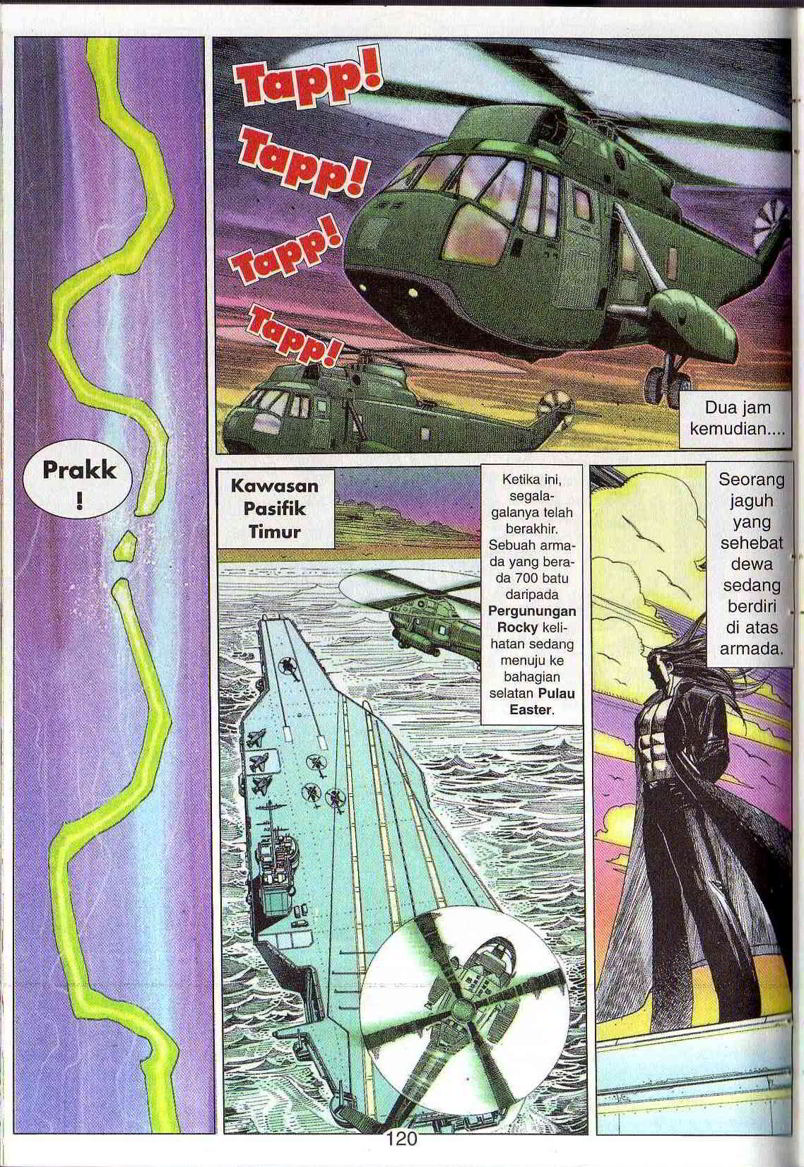 Prakk
!
Tapp!
Tapp!
Tapp!
Tapp!
Dua jam
kemudian....
Kawasan
Pasifik
Timur
Ketika ini,
segala-
galanya telah
berakhir.
Sebuah arma-
da yang bera-
da 700 batu
daripada
Pergunungan
Rocky keli-
hatan sedang
menuju ke
bahagian
selatan Pulau
Easter.
Seorang
jaguh
yang
sehebat
dewa
sedang
berdiri
di atas
armada.
120